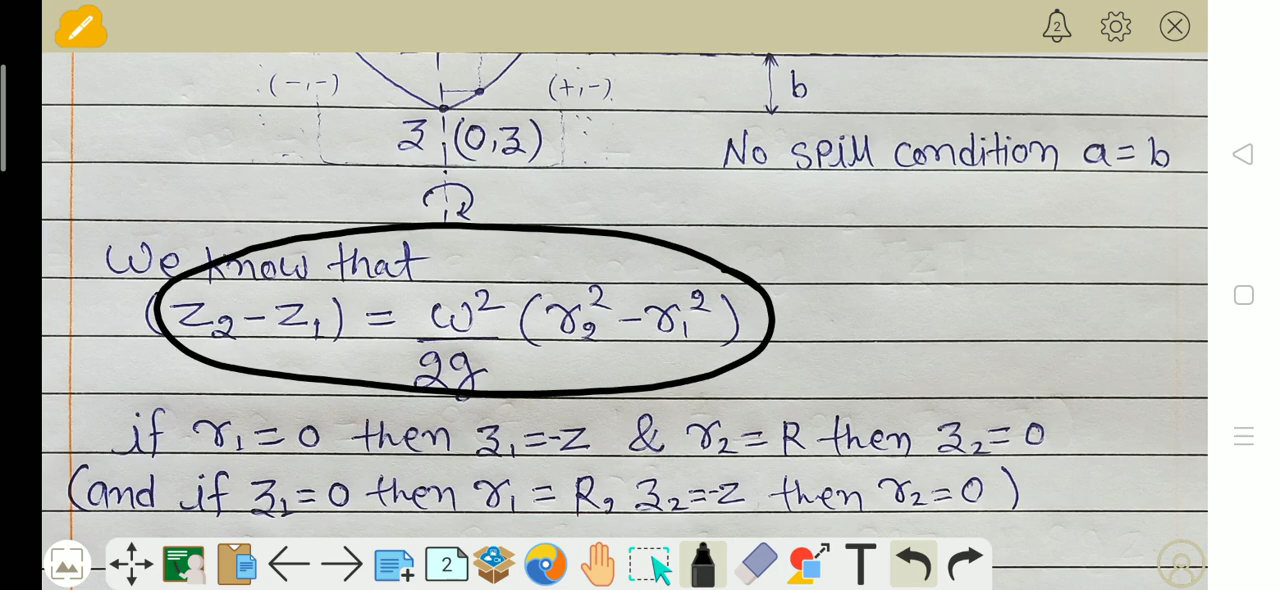 2
(-,-)
(+,-)
b
Z (0,Z)
No spill condition a = b
We know that
(Z₂-Z₁) = ω²/2g (r₂²-r₁²)
if r₁=0 then Z₁=-Z & r₂=R then Z₂=0
(and if Z₁=0 then r₁=R, Z₂=-Z then r₂=0)
2
T